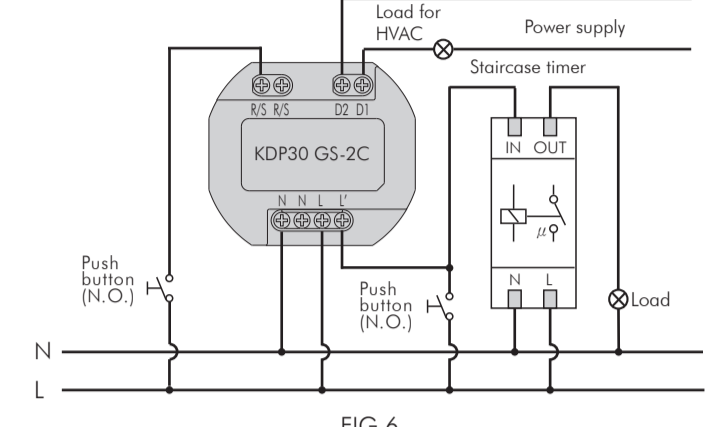 Load for
HVAC
Power supply
Staircase timer
R/S R/S D2 D1
IN OUT
KDP30 GS-2C
N N L L'
μ
Push
button
(N.O.)
Push
button
(N.O.)
N L
Load
N
L
FIG 6